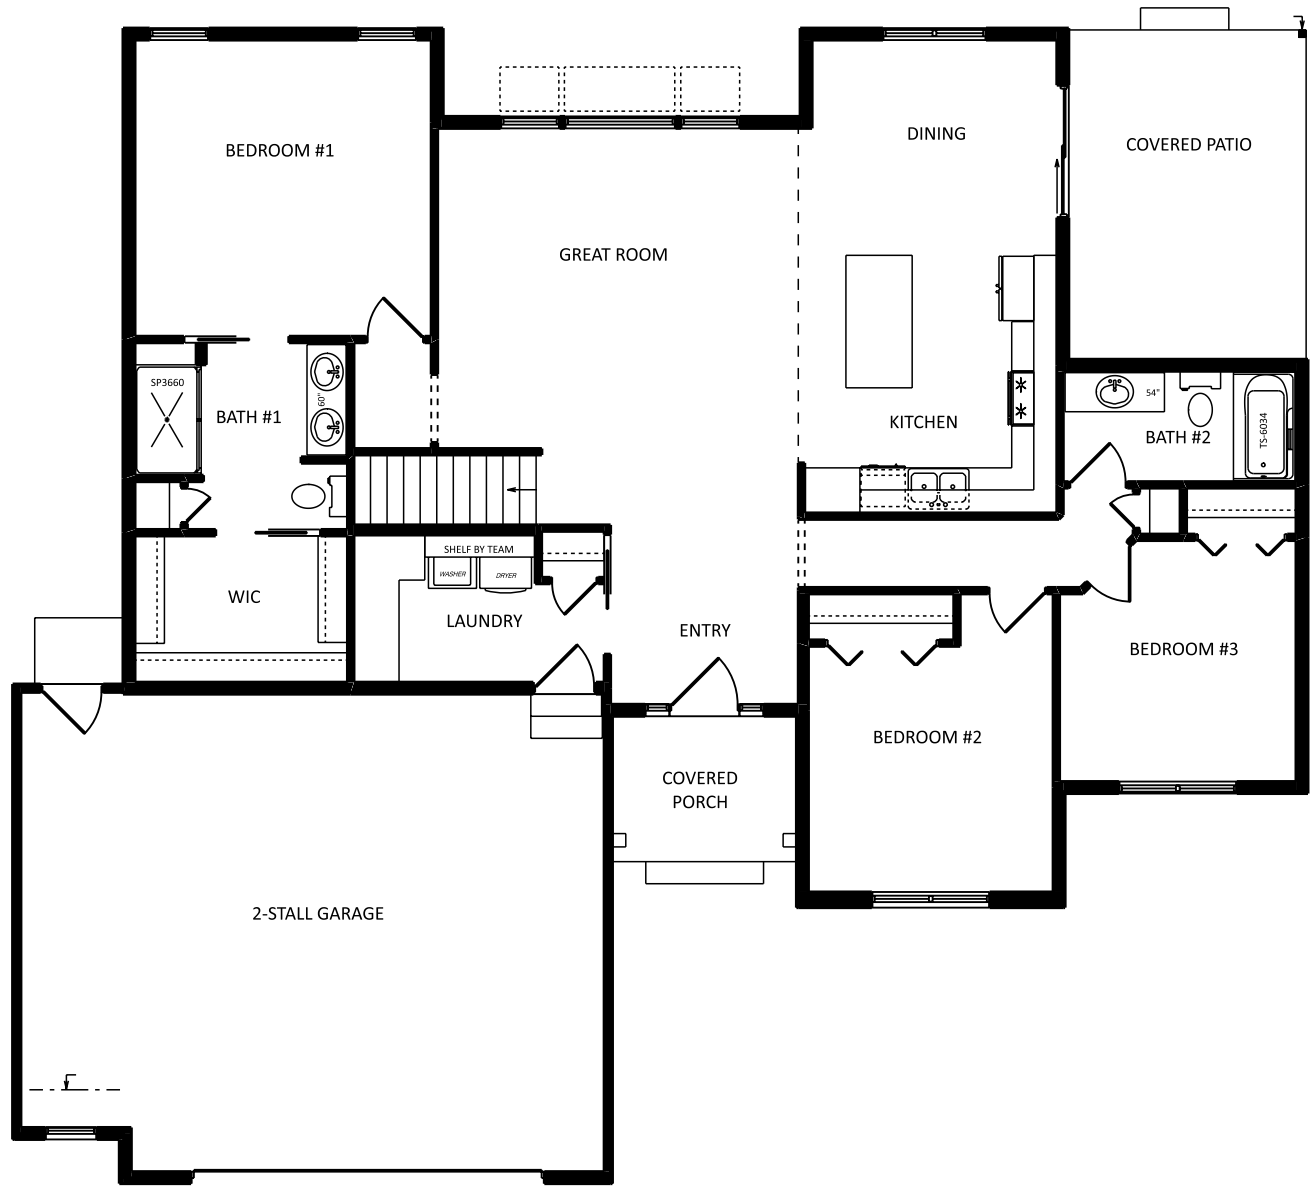 DINING
COVERED PATIO
BEDROOM #1
GREAT ROOM
SP3660
60"
BATH #1
54"
KITCHEN
BATH #2
TS-6034
SHELF BY TEAM
WASHER
DRYER
WIC
LAUNDRY
ENTRY
BEDROOM #3
BEDROOM #2
COVERED
PORCH
2-STALL GARAGE